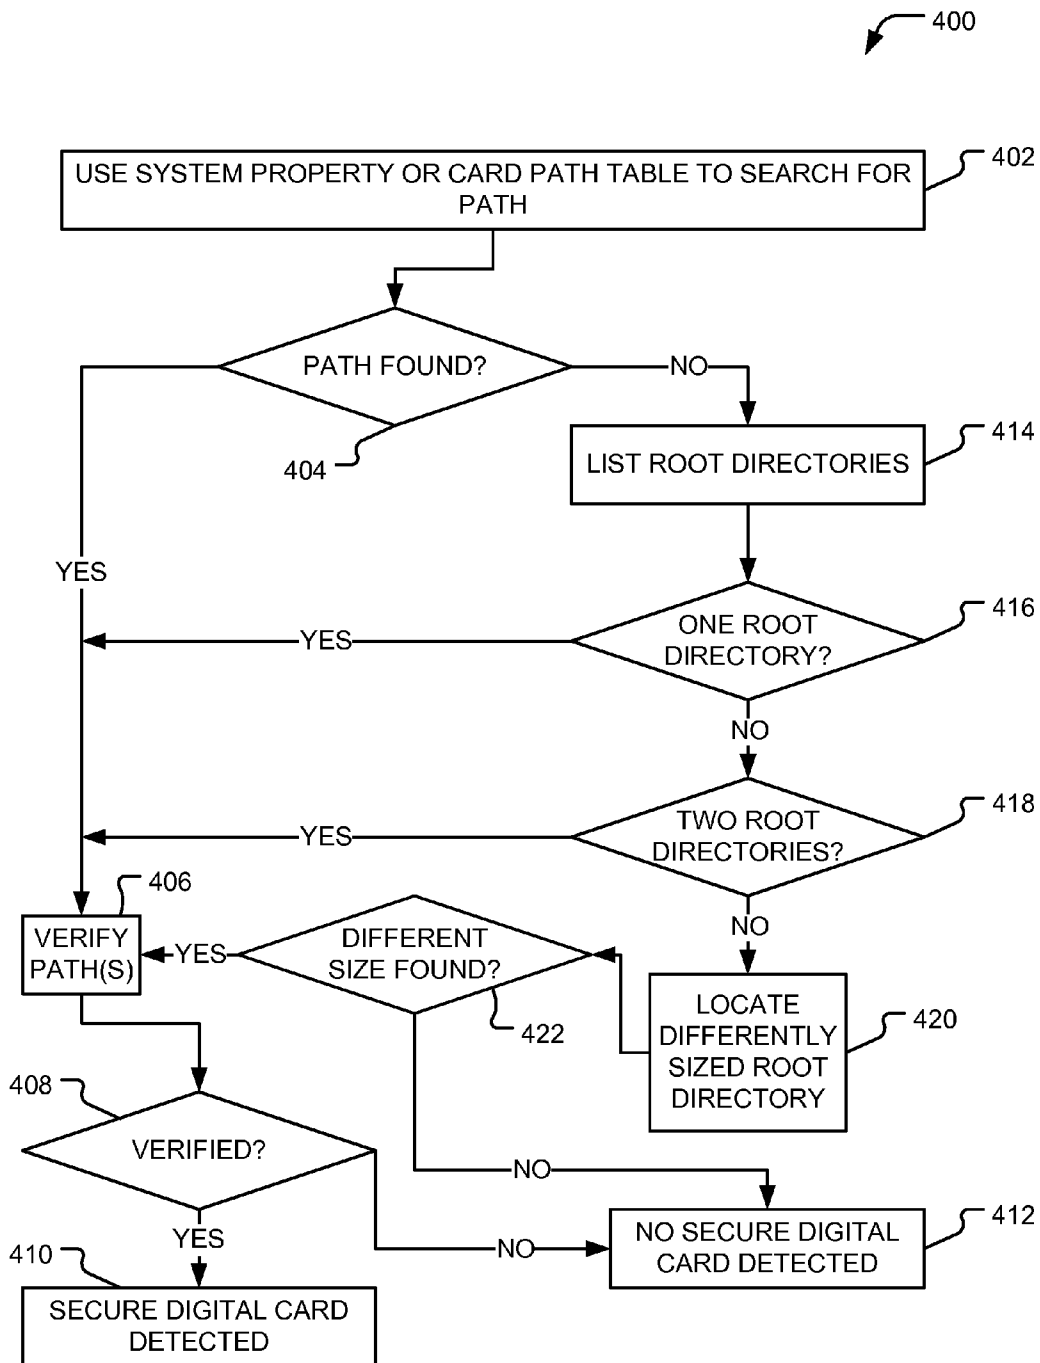 400
USE SYSTEM PROPERTY OR CARD PATH TABLE TO SEARCH FOR
PATH
402
PATH FOUND?
NO
404
LIST ROOT DIRECTORIES
414
YES
ONE ROOT
DIRECTORY?
416
YES
NO
TWO ROOT
DIRECTORIES?
418
YES
NO
406
VERIFY
PATH(S)
YES
DIFFERENT
SIZE FOUND?
422
LOCATE
DIFFERENTLY
SIZED ROOT
DIRECTORY
420
408
VERIFIED?
NO
YES
NO
NO SECURE DIGITAL
CARD DETECTED
412
410
SECURE DIGITAL CARD
DETECTED